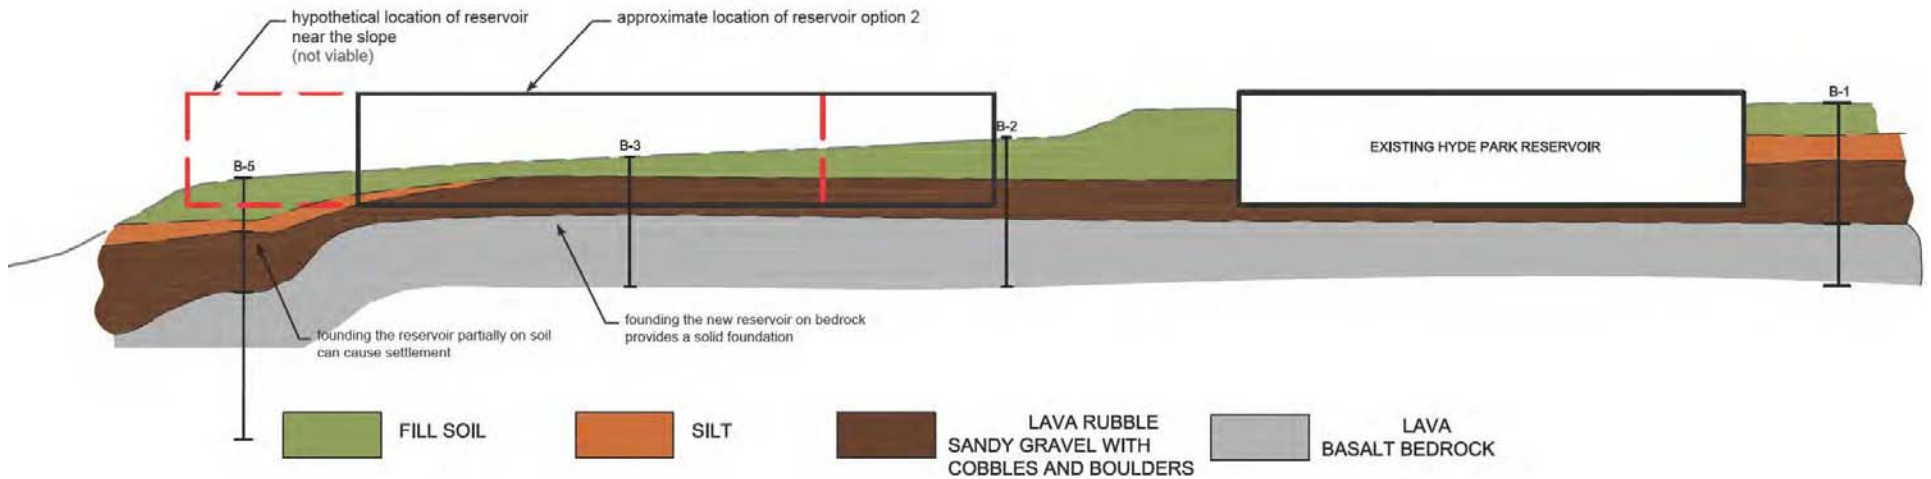 hypothetical location of reservoir
near the slope
(not viable)
approximate location of reservoir option 2
B-1
B-2
B-3
B-5
EXISTING HYDE PARK RESERVOIR
founding the reservoir partially on soil
can cause settlement
founding the new reservoir on bedrock
provides a solid foundation
FILL SOIL
SILT
LAVA RUBBLE
SANDY GRAVEL WITH
COBBLES AND BOULDERS
LAVA
BASALT BEDROCK